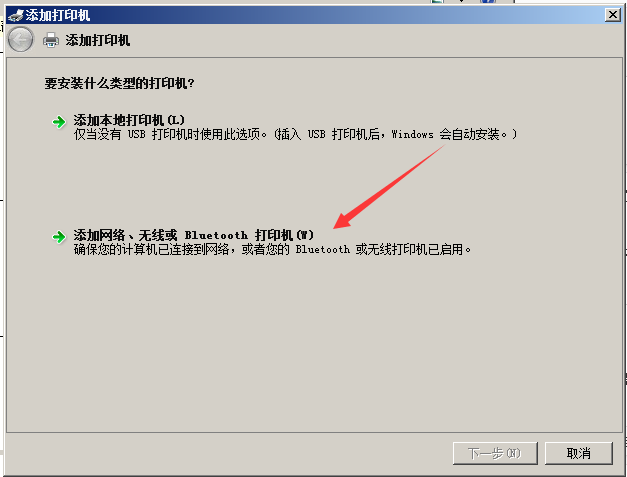 添加打印机
添加打印机
要安装什么类型的打印机?
添加本地打印机(L)
仅当没有 USB 打印机时使用此选项。(插入 USB 打印机后，Windows 会自动安装。)
添加网络、无线或 Bluetooth 打印机(W)
确保您的计算机已连接到网络，或者您的 Bluetooth 或无线打印机已启用。
下一步(N)
取消